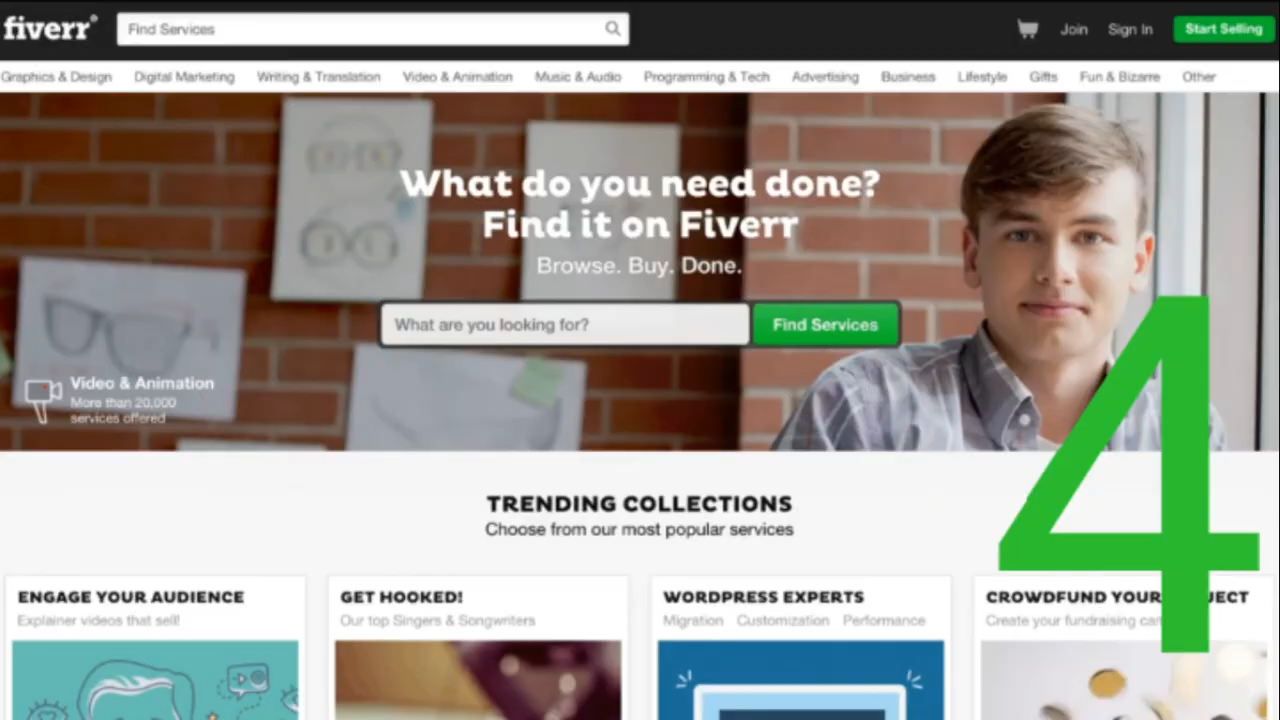 fiverr®
Find Services
Join
Sign In
Start Selling
Graphics & Design
Digital Marketing
Writing & Translation
Video & Animation
Music & Audio
Programming & Tech
Advertising
Business
Lifestyle
Gifts
Fun & Bizarre
Other
What do you need done?
Find it on Fiverr
Browse. Buy. Done.
What are you looking for?
Find Services
Video & Animation
More than 20,000
services offered
4
TRENDING COLLECTIONS
Choose from our most popular services
ENGAGE YOUR AUDIENCE
Explainer videos that sell!
GET HOOKED!
Our top Singers & Songwriters
WORDPRESS EXPERTS
Migration Customization Performance
CROWDFUND YOUR
Create your fundraising